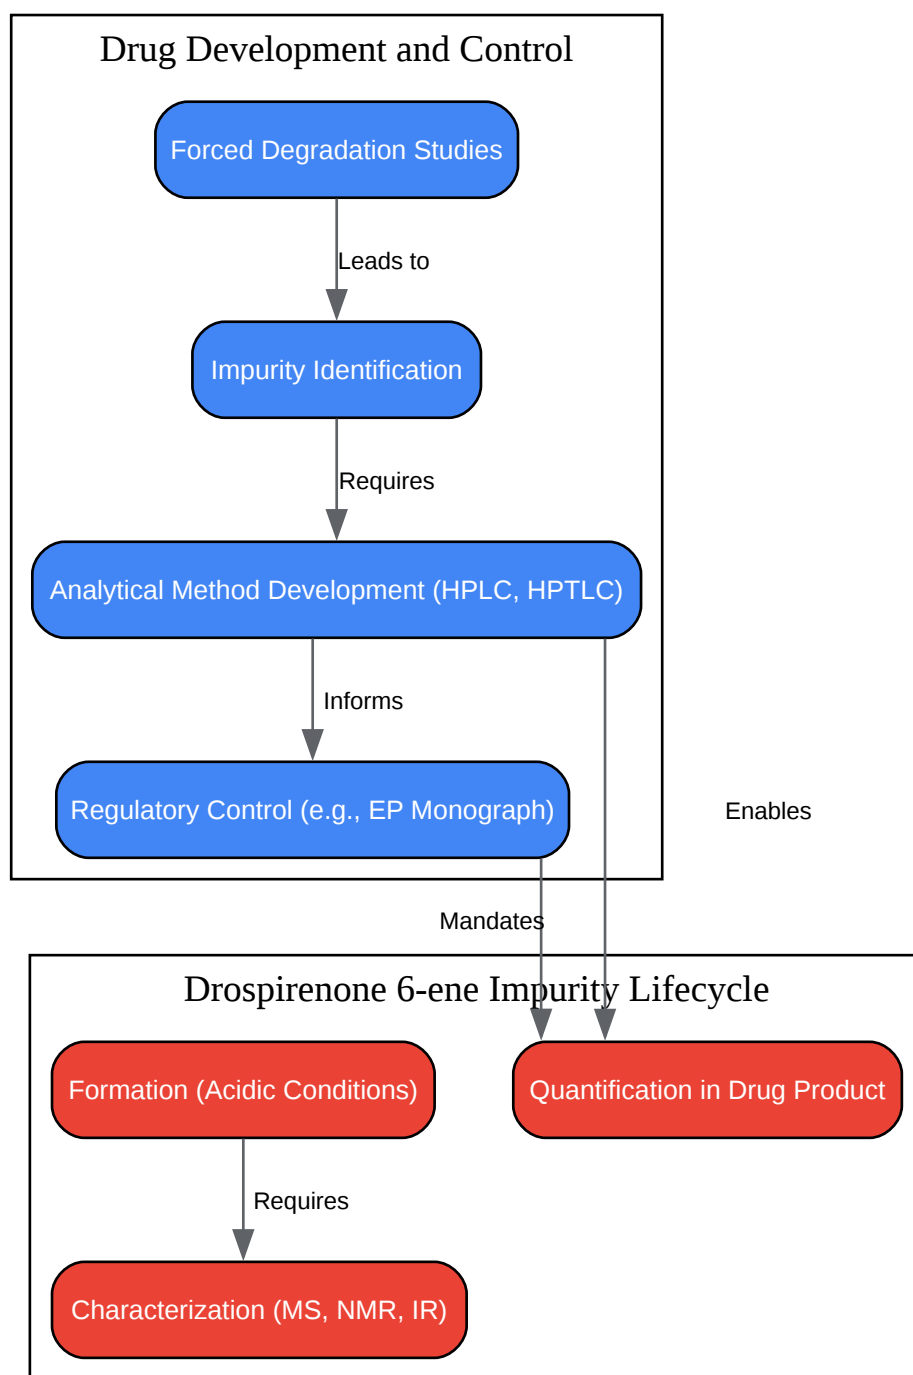 Drug Development and Control
Forced Degradation Studies
Leads to
Impurity Identification
Requires
Analytical Method Development (HPLC, HPTLC)
Informs
Regulatory Control (e.g., EP Monograph)
Enables
Mandates
Drospirenone 6-ene Impurity Lifecycle
Formation (Acidic Conditions)
Quantification in Drug Product
Requires
Characterization (MS, NMR, IR)